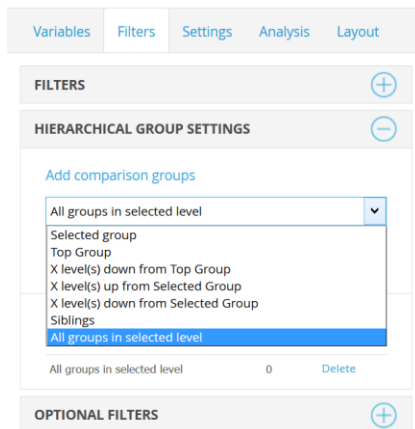 Variables Filters Settings Analysis Layout
FILTERS
HIERARCHICAL GROUP SETTINGS
Add comparison groups
All groups in selected level
Selected group
Top Group
X level(s) down from Top Group
X level(s) up from Selected Group
X level(s) down from Selected Group
Siblings
All groups in selected level
All groups in selected level 0 Delete
OPTIONAL FILTERS